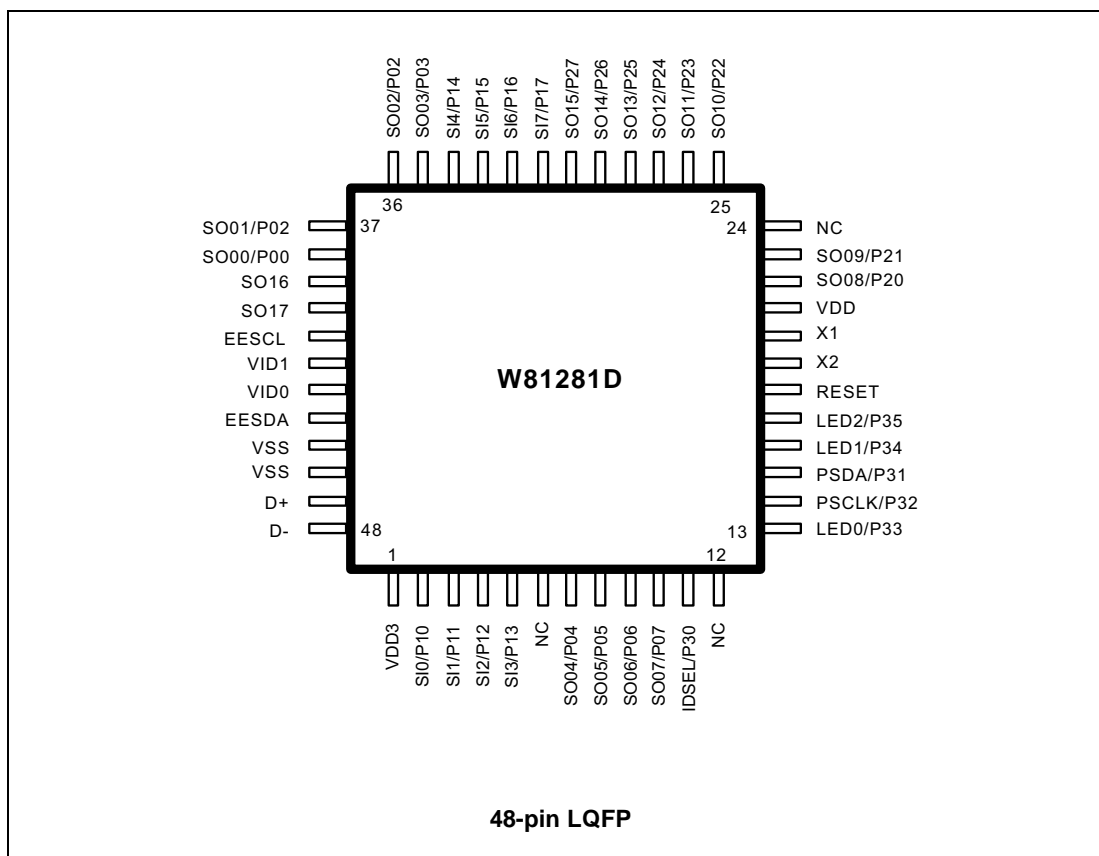 SO02/P02
SO03/P03
SI4/P14
SI5/P15
SI6/P16
SI7/P17
SO15/P27
SO14/P26
SO13/P25
SO12/P24
SO11/P23
SO10/P22
36
25
SO01/P02
37
24
NC
SO00/P00
SO09/P21
SO16
SO08/P20
SO17
VDD
EESCL
X1
VID1
X2
W81281D
VID0
RESET
EESDA
LED2/P35
VSS
LED1/P34
VSS
PSDA/P31
D+
PSCLK/P32
D-
48
13
LED0/P33
1
12
VDD3
SI0/P10
SI1/P11
SI2/P12
SI3/P13
NC
SO04/P04
SO05/P05
SO06/P06
SO07/P07
IDSEL/P30
NC
48-pin LQFP